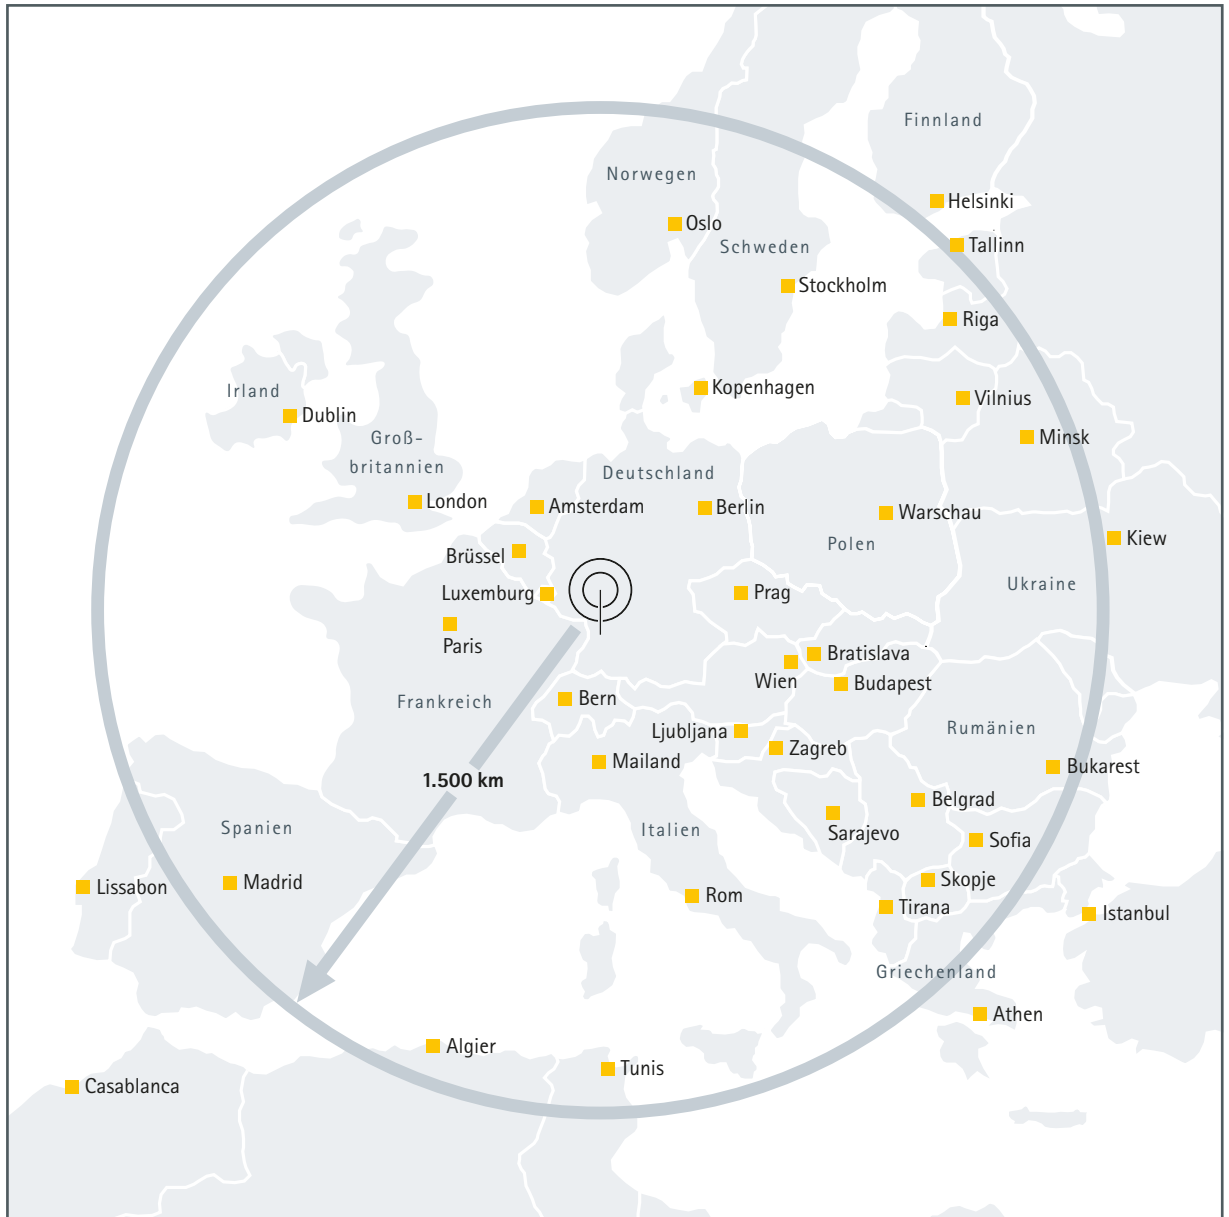 Finnland
Norwegen
Helsinki
Oslo
Schweden
Tallinn
Stockholm
Riga
Kopenhagen
Irland
Vilnius
Dublin
Groß-
britannien
Minsk
Deutschland
London
Amsterdam
Berlin
Warschau
Kiew
Polen
Brüssel
Ukraine
Luxemburg
Prag
Paris
Bratislava
Wien
Budapest
Frankreich
Bern
Ljubljana
Rumänien
Zagreb
Mailand
Bukarest
1.500 km
Belgrad
Spanien
Italien
Sarajevo
Sofia
Lissabon
Madrid
Skopje
Rom
Tirana
Istanbul
Griechenland
Athen
Algier
Tunis
Casablanca